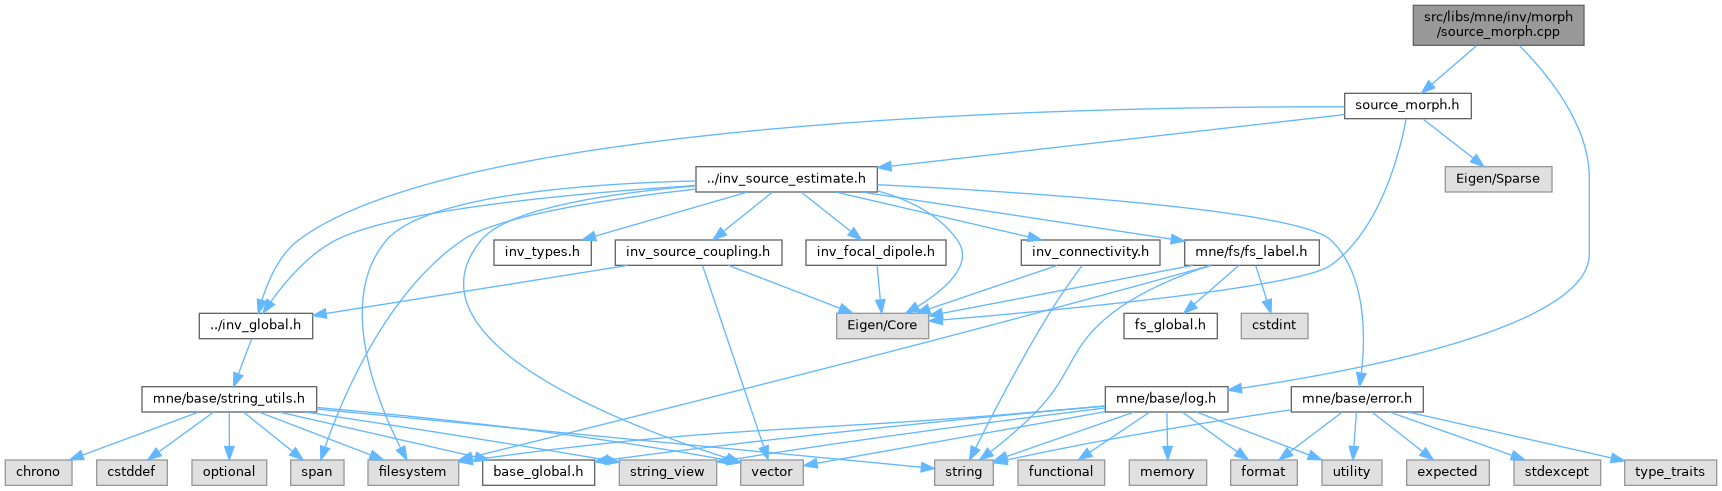 src/libs/mne/inv/morph
/source_morph.cpp
source_morph.h
../inv_source_estimate.h
Eigen/Sparse
inv_types.h
inv_source_coupling.h
inv_focal_dipole.h
inv_connectivity.h
mne/fs/fs_label.h
../inv_global.h
Eigen/Core
fs_global.h
cstdint
mne/base/string_utils.h
mne/base/log.h
mne/base/error.h
chrono
cstddef
optional
span
filesystem
base_global.h
string_view
vector
string
functional
memory
format
utility
expected
stdexcept
type_traits